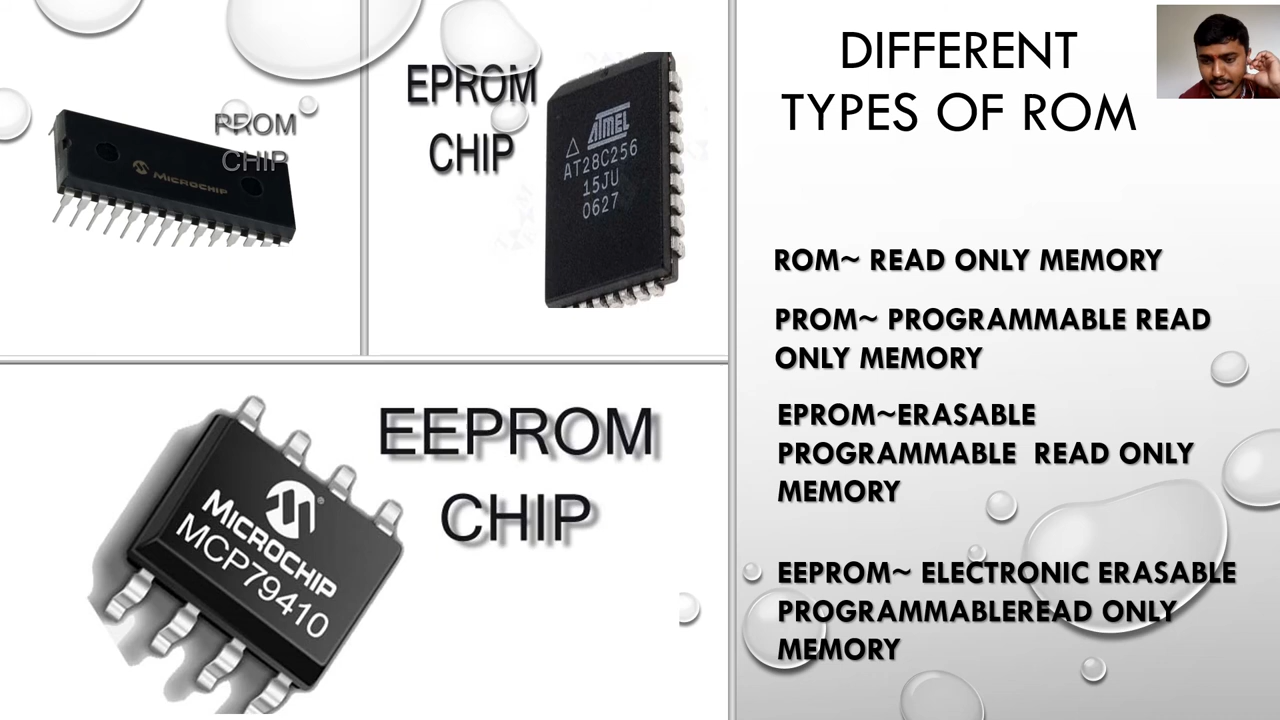 PROM
CHIP
MICROCHIP
EPROM
CHIP
ATMEL
AT28C256
15JU
0627
EEPROM
CHIP
MICROCHIP
MCP79410
DIFFERENT
TYPES OF ROM
ROM~ READ ONLY MEMORY
PROM~ PROGRAMMABLE READ
ONLY MEMORY
EPROM~ERASABLE
PROGRAMMABLE READ ONLY
MEMORY
EEPROM~ ELECTRONIC ERASABLE
PROGRAMMABLEREAD ONLY
MEMORY